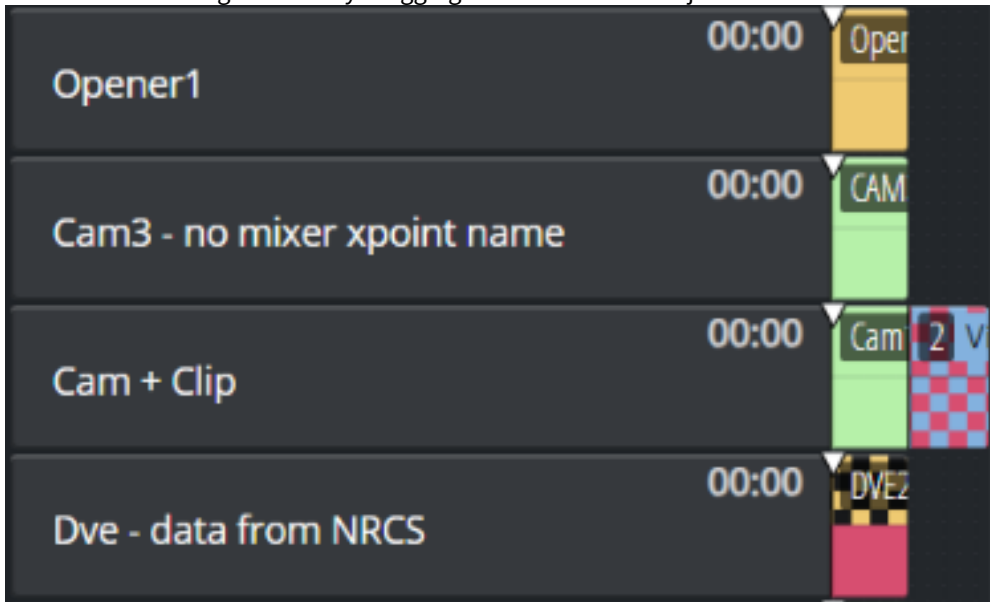 00:00
Oper
Opener1
00:00
CAM
Cam3 - no mixer xpoint name
00:00
Cam
2
Cam + Clip
00:00
DVE2
Dve - data from NRCS